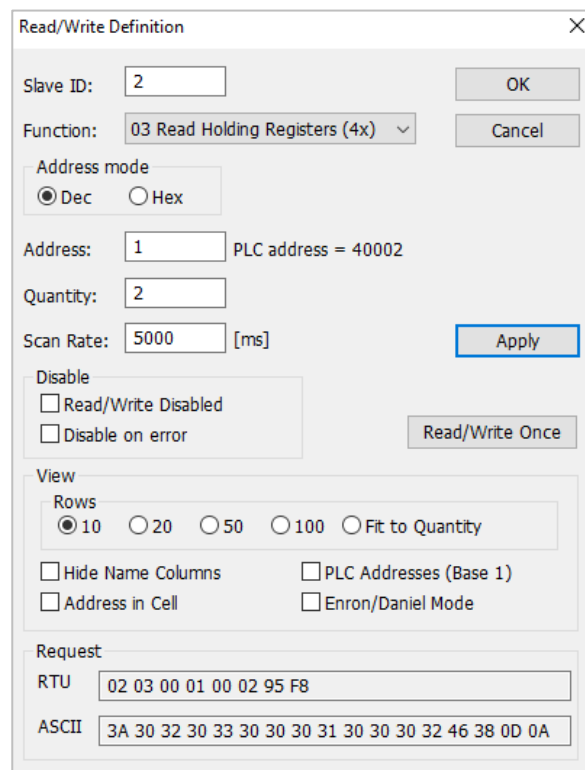 Read/Write Definition
Slave ID: 2 OK
Function: 03 Read Holding Registers (4x) Cancel
Address mode
Dec Hex
Address: 1 PLC address = 40002
Quantity: 2
Scan Rate: 5000 [ms] Apply
Disable
Read/Write Disabled
Disable on error
Read/Write Once
View
Rows
10 20 50 100 Fit to Quantity
Hide Name Columns PLC Addresses (Base 1)
Address in Cell Enron/Daniel Mode
Request
RTU 02 03 00 01 00 02 95 F8
ASCII 3A 30 32 30 33 30 30 30 31 30 30 30 32 46 38 0D 0A